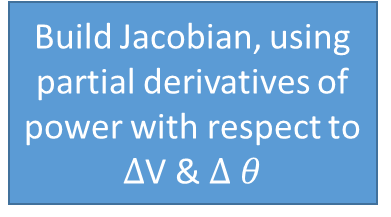 Build Jacobian, using
partial derivatives of
power with respect to
ΔV & Δ 𝜃